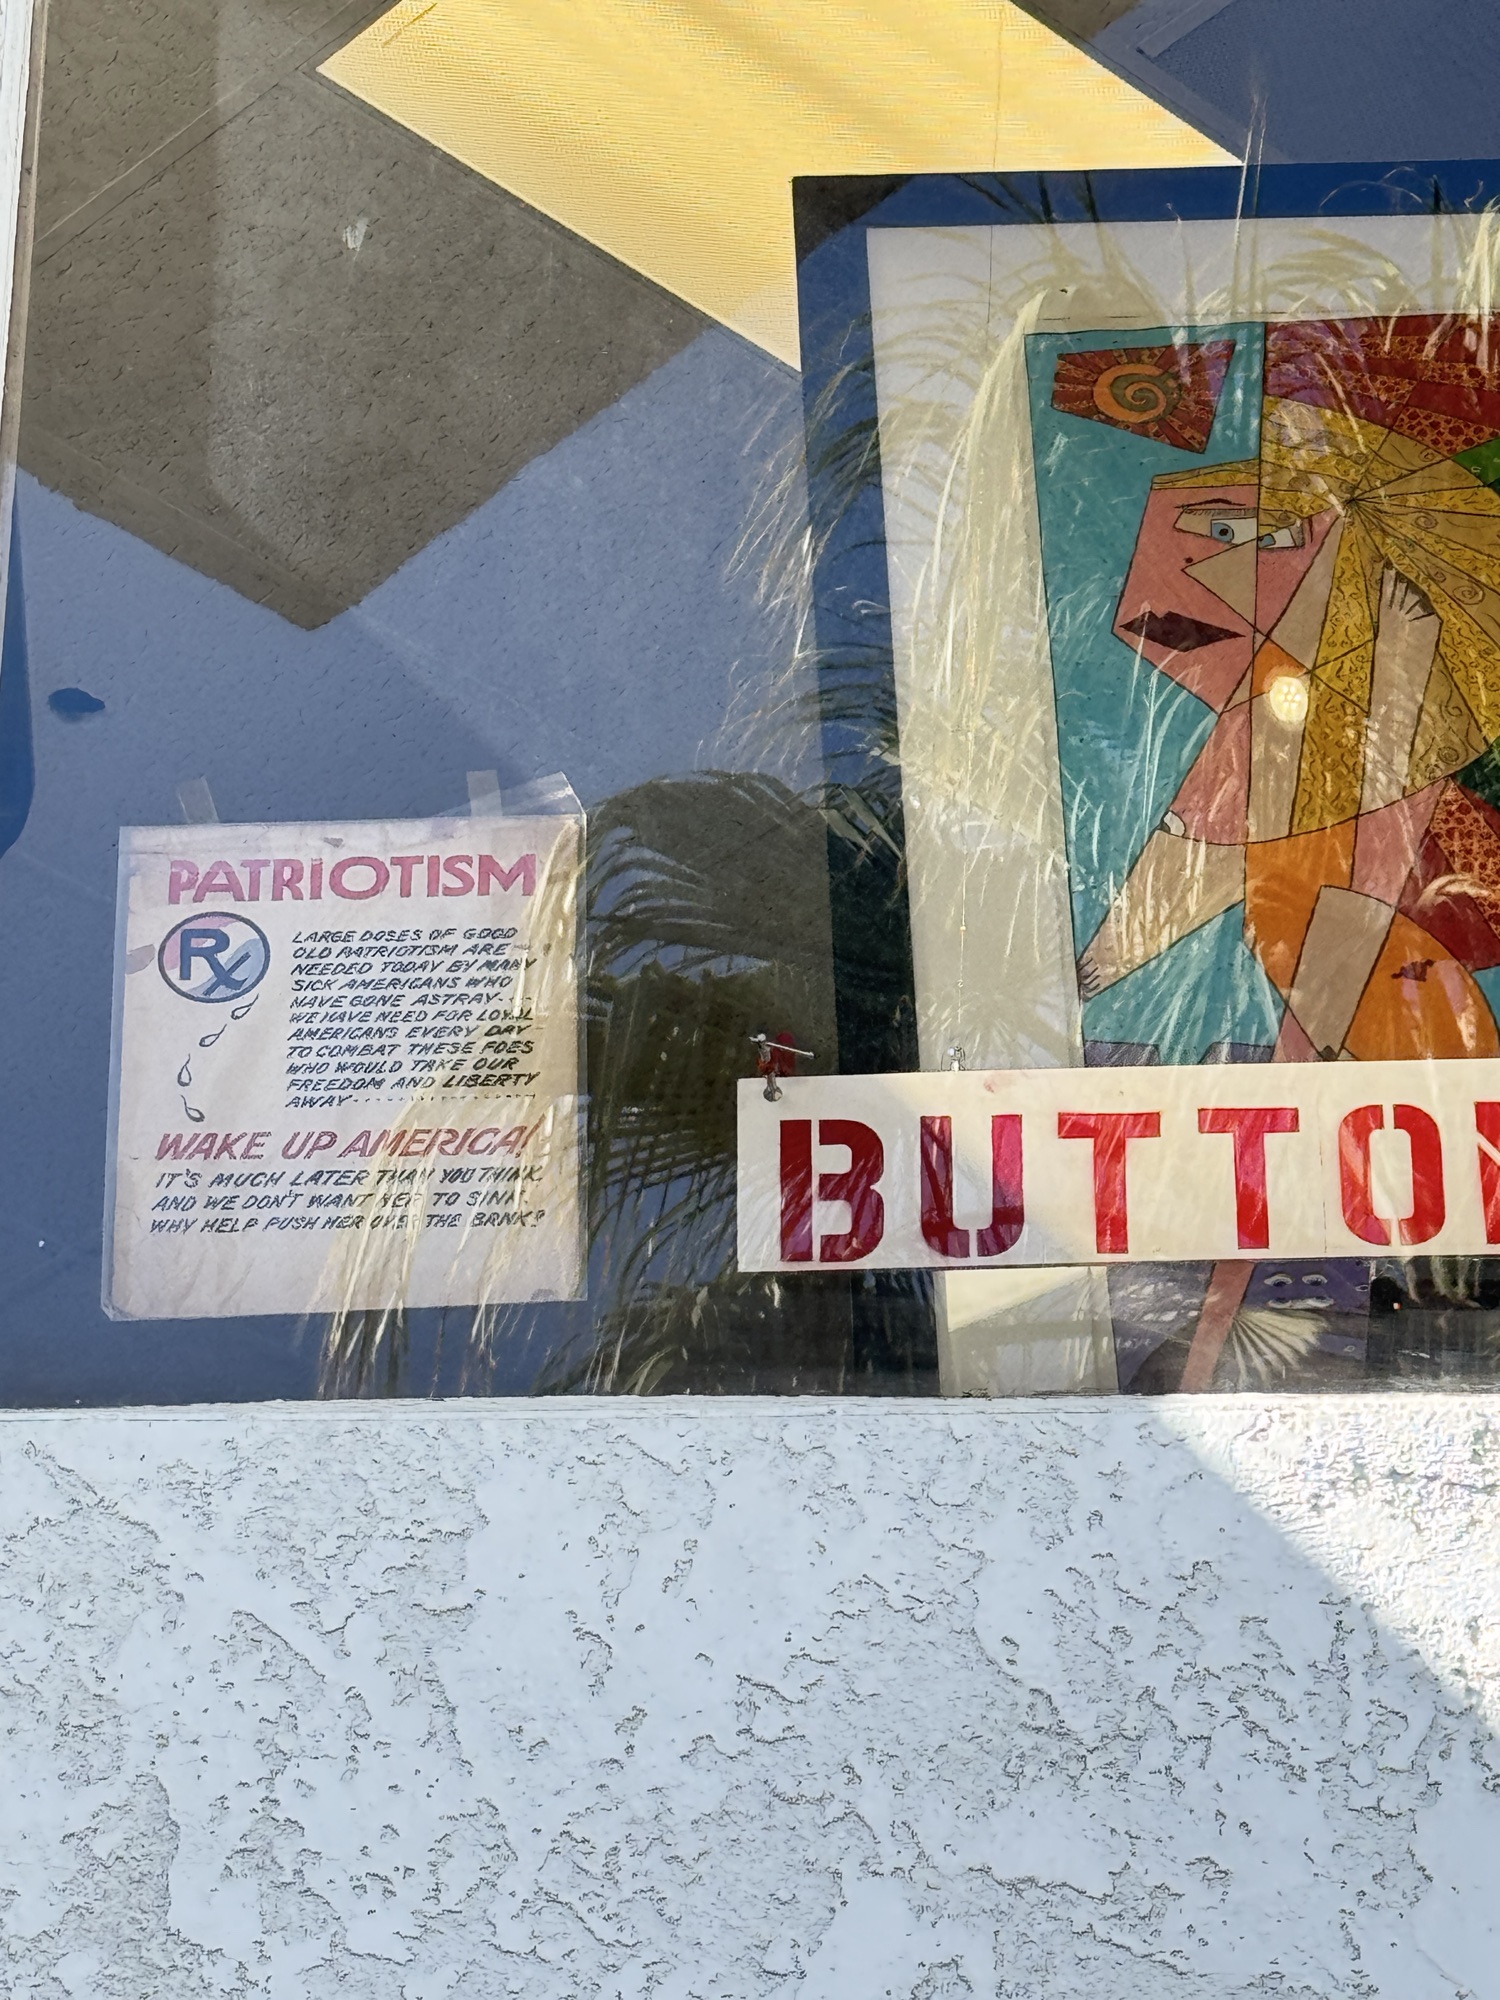 PATRIOTISM
Rx
LARGE DOSES OF GOOD
OLD PATRIOTISM ARE
NEEDED TODAY BY MANY
SICK AMERICANS WHO
HAVE GONE ASTRAY---
WE HAVE NEED FOR LOYAL
AMERICANS EVERY DAY
TO COMBAT THESE FOES
WHO WOULD TAKE OUR
FREEDOM AND LIBERTY
AWAY---------------
WAKE UP AMERICA!
IT'S MUCH LATER THAN YOU THINK.
AND WE DON'T WANT HER TO SINK.
WHY HELP PUSH HER OVER THE BRNK?
BUTTO